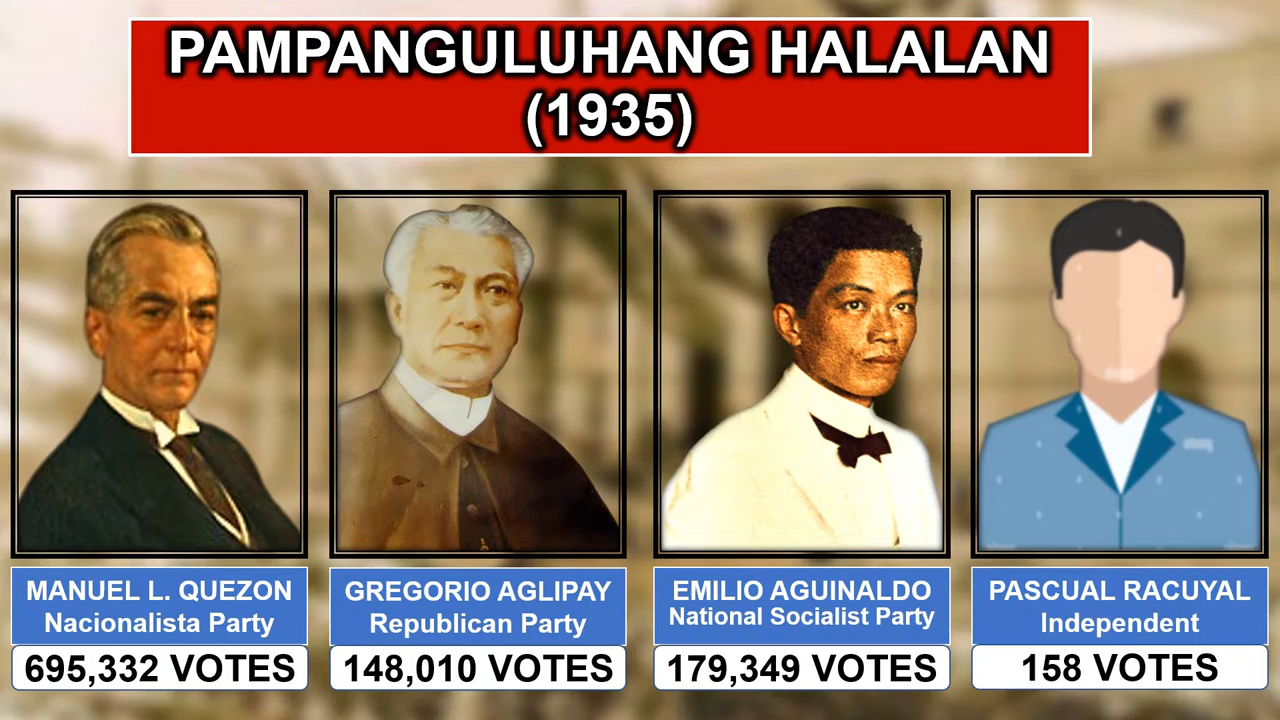 PAMPANGULUHANG HALALAN
(1935)
MANUEL L. QUEZON
Nacionalista Party
695,332 VOTES
GREGORIO AGLIPAY
Republican Party
148,010 VOTES
EMILIO AGUINALDO
National Socialist Party
179,349 VOTES
PASCUAL RACUYAL
Independent
158 VOTES